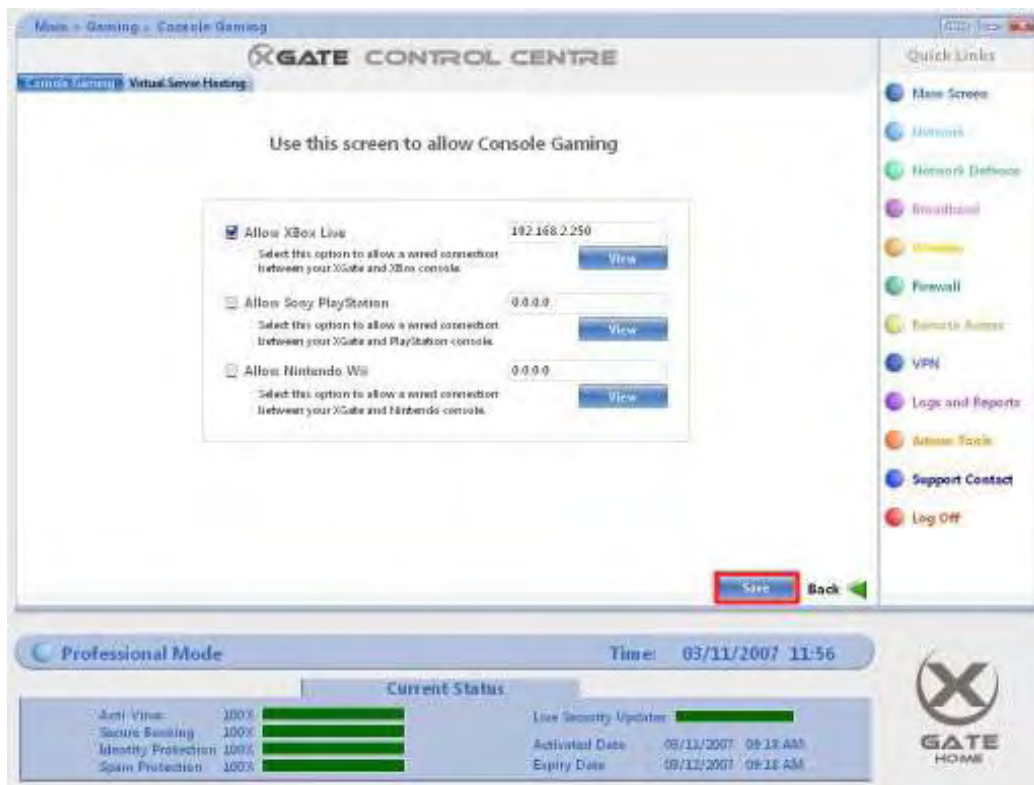 Main > Gaming > Console Gaming
XGATE CONTROL CENTRE
Console Gaming Virtual Server Hosting
Use this screen to allow Console Gaming
Allow XBox Live 192.168.2.250
Select this option to allow a wired connection
between your XGate and XBox console.
View
Allow Sony PlayStation 0.0.0.0
Select this option to allow a wired connection
between your XGate and PlayStation console.
View
Allow Nintendo Wii 0.0.0.0
Select this option to allow a wired connection
between your XGate and Nintendo console.
View
Save Back
Quick Links
Main Screen
Network Defence
Broadband
Firewall
Remote Access
VPN
Logs and Reports
Admin Tools
Support Contact
Log Off
Professional Mode Time: 03/11/2007 11:56
Current Status
Anti Virus 100%
Secure Banking 100%
Identity Protection 100%
Spam Protection 100%
Live Security Updates
Activated Date 09:18 AM
Expiry Date 09:18 AM
X
GATE
HOME